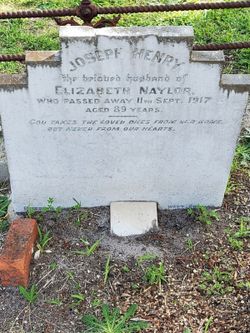 JOSEPH HENRY
The beloved husband of
ELIZABETH NAYLOR,
WHO PASSED AWAY 11TH SEPT. 1917
AGED 89 YEARS.
GOD TAKES THE LOVED ONES FROM OUR HOME
BUT NEVER FROM OUR HEARTS.